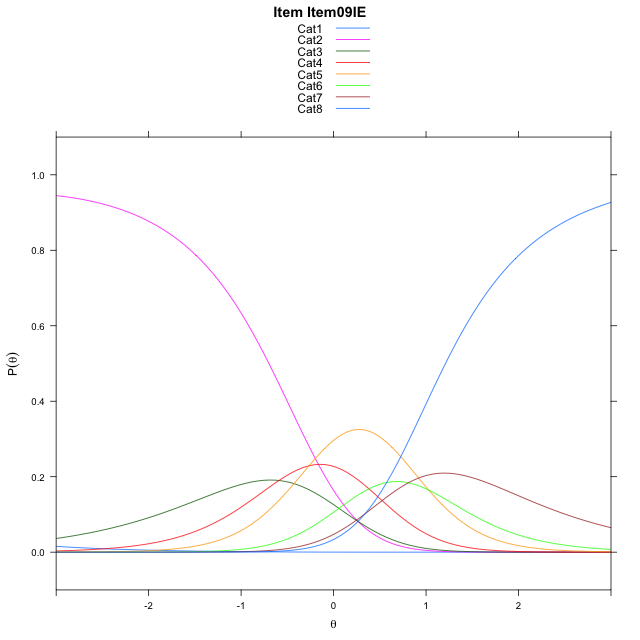 Item Item09IE
Cat1
Cat2
Cat3
Cat4
Cat5
Cat6
Cat7
Cat8
1.0
0.8
0.6
0.4
0.2
0.0
P(θ)
-2 -1 0 1 2
θ